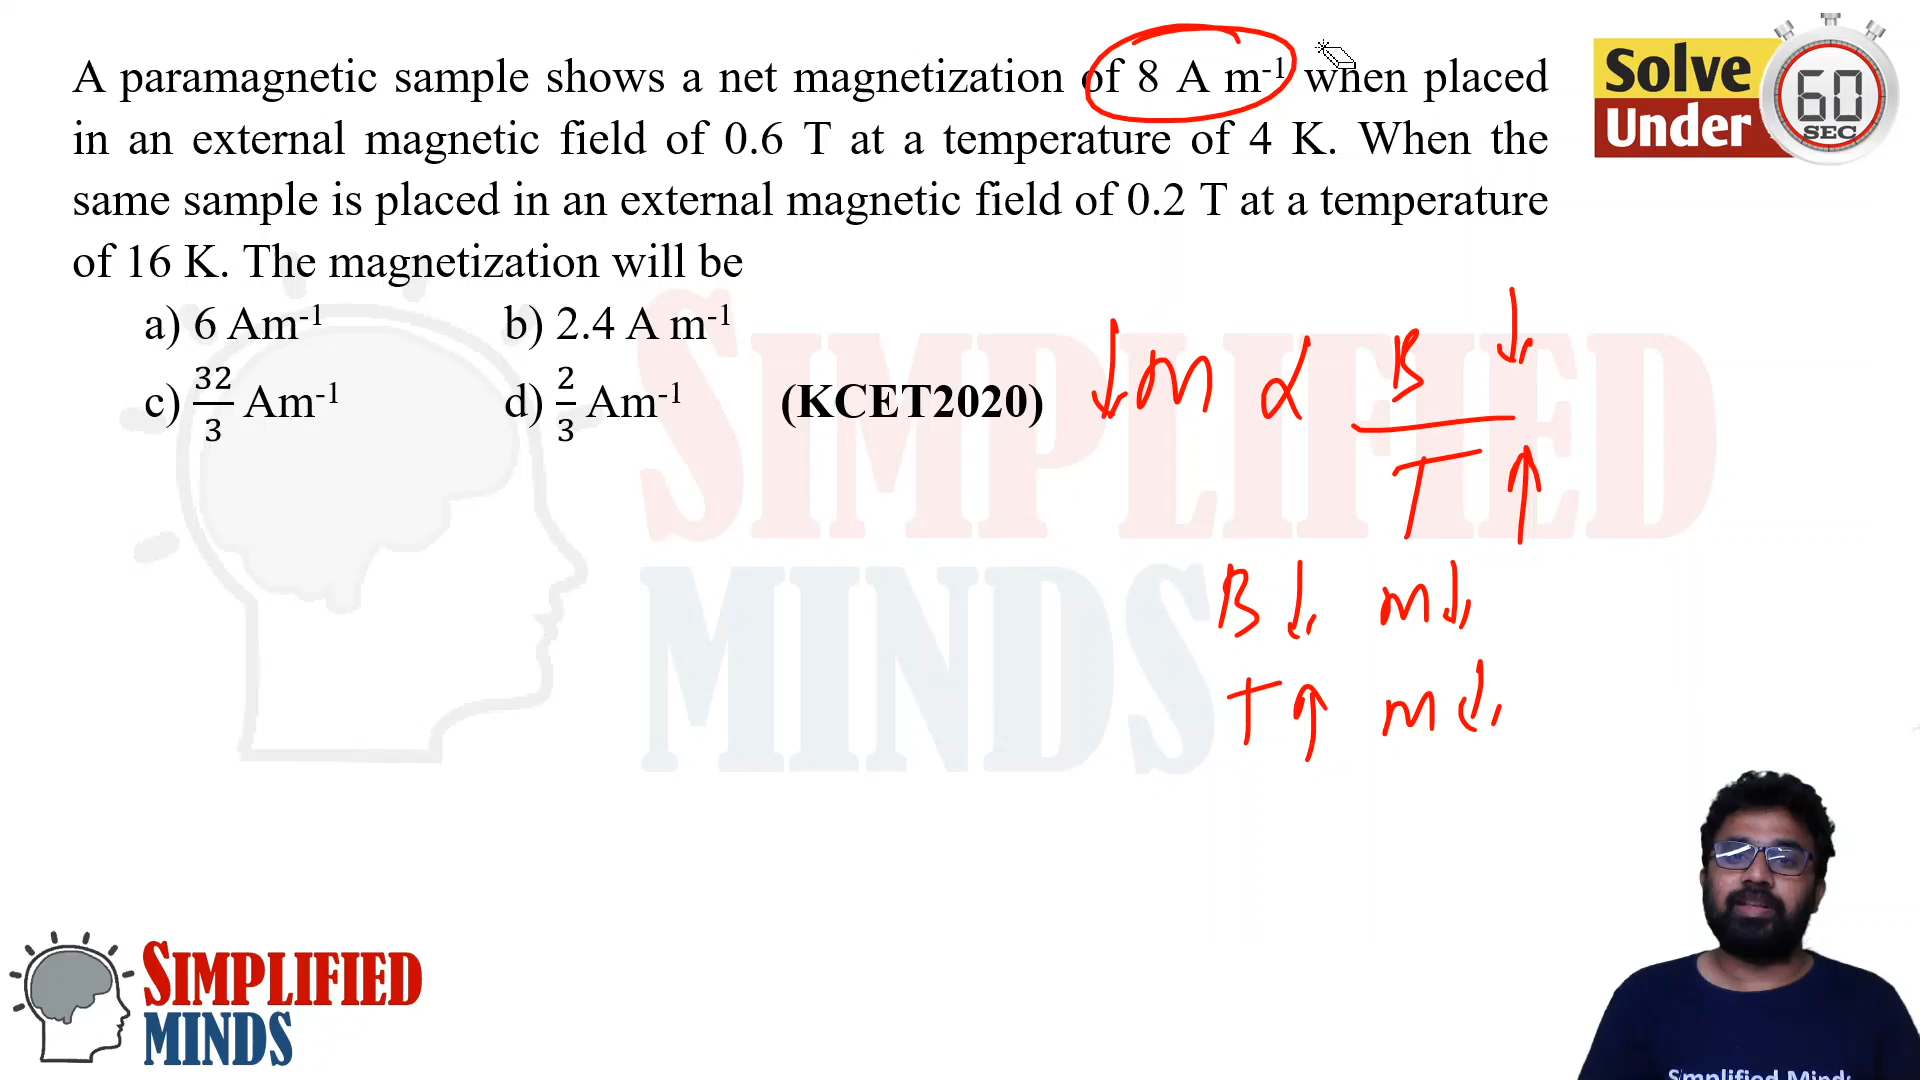 A paramagnetic sample shows a net magnetization of 8 A m⁻¹ when placed
in an external magnetic field of 0.6 T at a temperature of 4 K. When the
same sample is placed in an external magnetic field of 0.2 T at a temperature
of 16 K. The magnetization will be
a) 6 Am⁻¹ b) 2.4 A m⁻¹
c) 32/3 Am⁻¹ d) 2/3 Am⁻¹ (KCET2020)
Solve
Under
60
SEC
↓ m ∝ B ↓ / T ↑
B ↓ m ↓
T ↑ m ↓
SIMPLIFIED
MINDS
SIMPLIFIED
MINDS
Simplified Minds